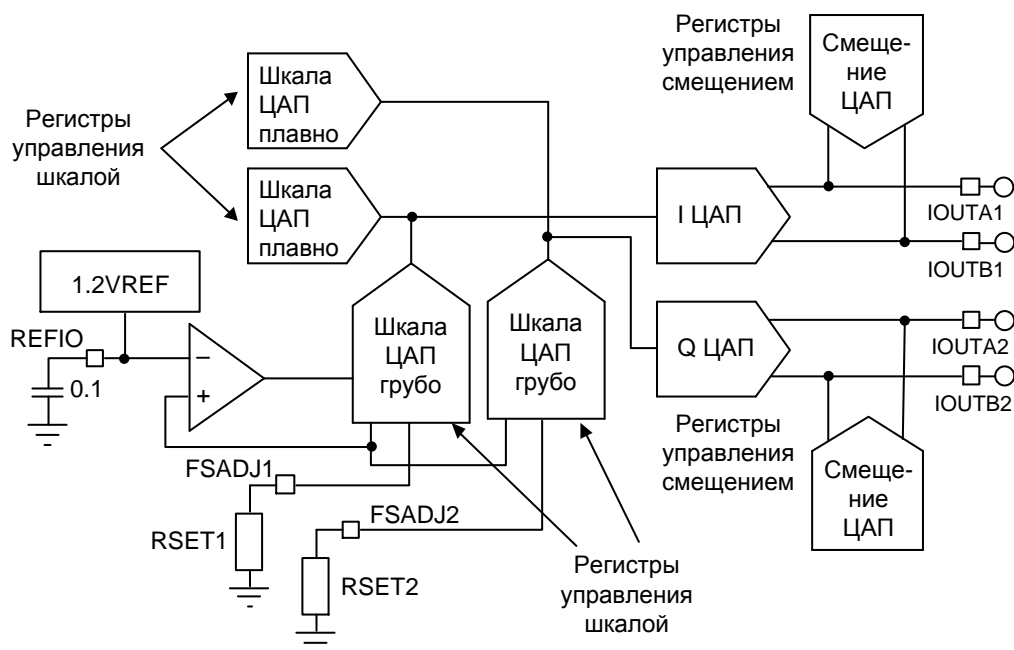 Регистры
управления
смещением
Смеще-
ние
ЦАП
Шкала
ЦАП
плавно
Регистры
управления
шкалой
Шкала
ЦАП
плавно
I ЦАП
IOUTA1
IOUTB1
1.2VREF
REFIO
0.1
−
+
Шкала
ЦАП
грубо
Шкала
ЦАП
грубо
Q ЦАП
IOUTA2
IOUTB2
Регистры
управления
смещением
Смеще-
ние
ЦАП
FSADJ1
RSET1
FSADJ2
RSET2
Регистры
управления
шкалой